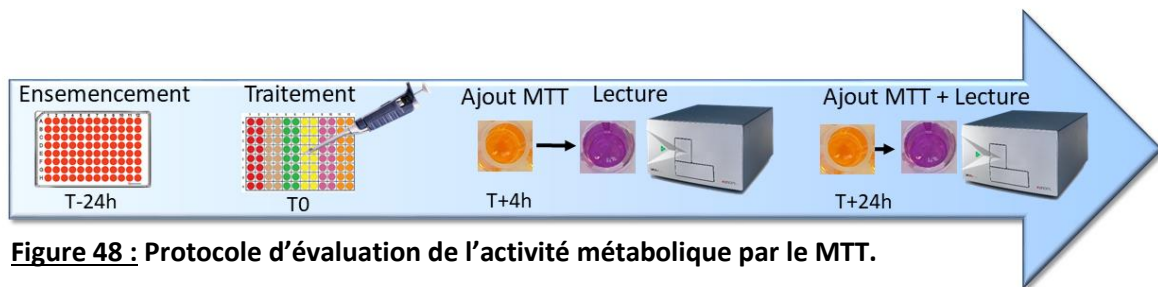 Ensemencement Traitement Ajout MTT Lecture Ajout MTT + Lecture
T-24h T0 T+4h T+24h
Figure 48 : Protocole d'évaluation de l'activité métabolique par le MTT.